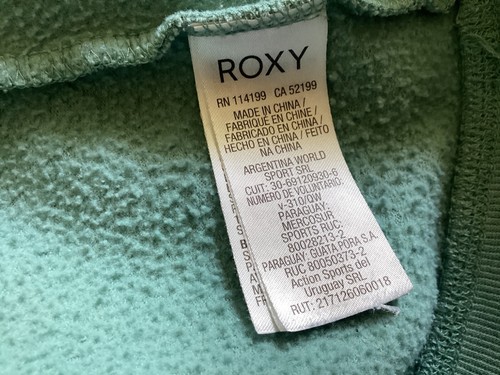 ROXY
RN 114199 CA 52199
MADE IN CHINA /
FABRIQUÉ EN CHINE /
FABRICADO EN CHINA /
HECHO EN CHINA / FEITO
NA CHINA
ARGENTINA WORLD
SPORT SRL
CUIT: 30-69120930-6
NUMERO DE VOLUNTARIO:
v-310/QW
PARAGUAY:
MERCOSUR
SPORTS RUC:
80028213-2
PARAGUAY: GUATA PORA S.A.
RUC 80050373-2
Action Sports del
Uruguay SRL
RUT: 217126060018